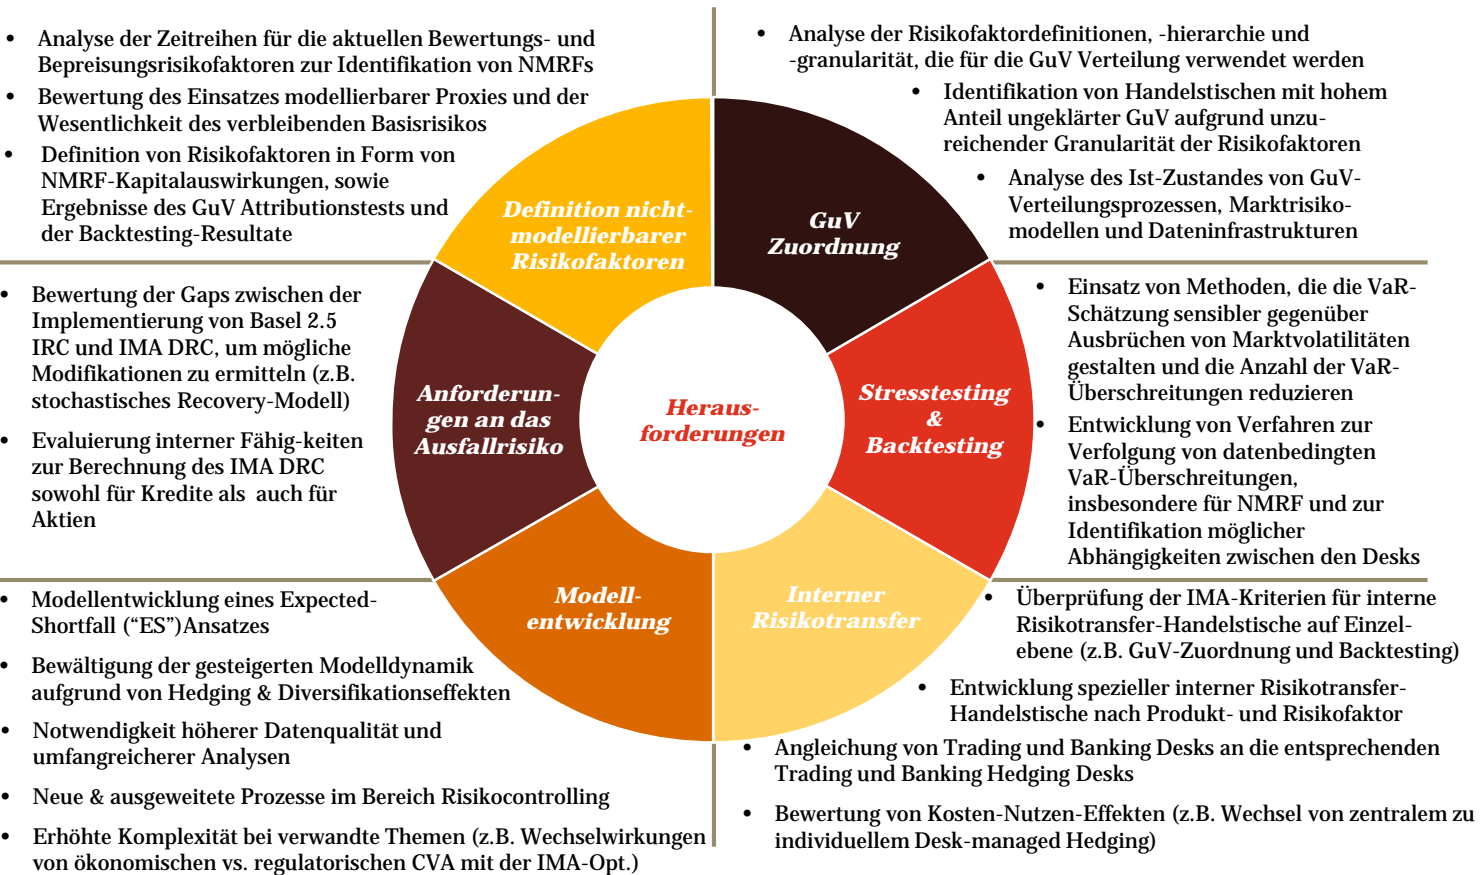 • Analyse der Zeitreihen für die aktuellen Bewertungs- und
Bepreisungsrisikofaktoren zur Identifikation von NMRFs
• Bewertung des Einsatzes modellierbarer Proxies und der
Wesentlichkeit des verbleibenden Basisrisikos
• Definition von Risikofaktoren in Form von
NMRF-Kapitalauswirkungen, sowie
Ergebnisse des GuV Attributionstests und
der Backtesting-Resultate
• Analyse der Risikofaktordefinitionen, -hierarchie und
-granularität, die für die GuV Verteilung verwendet werden
• Identifikation von Handelstischen mit hohem
Anteil ungeklärter GuV aufgrund unzu-
reichender Granularität der Risikofaktoren
• Analyse des Ist-Zustandes von GuV-
Verteilungsprozessen, Marktrisiko-
modellen und Dateninfrastrukturen
Definition nicht-
modellierbarer
Risikofaktoren
GuV
Zuordnung
• Bewertung der Gaps zwischen der
Implementierung von Basel 2.5
IRC und IMA DRC, um mögliche
Modifikationen zu ermitteln (z.B.
stochastisches Recovery-Modell)
• Evaluierung interner Fähig-keiten
zur Berechnung des IMA DRC
sowohl für Kredite als auch für
Aktien
Anforderun-
gen an das
Ausfallrisiko
Heraus-
forderungen
Stresstesting
&
Backtesting
• Einsatz von Methoden, die die VaR-
Schätzung sensibler gegenüber
Ausbrüchen von Marktvolatilitäten
gestalten und die Anzahl der VaR-
Überschreitungen reduzieren
• Entwicklung von Verfahren zur
Verfolgung von datenbedingten
VaR-Überschreitungen,
insbesondere für NMRF und zur
Identifikation möglicher
Abhängigkeiten zwischen den Desks
Modell-
entwicklung
Interner
Risikotransfer
• Modellentwicklung eines Expected-
Shortfall (“ES”)Ansatzes
• Bewältigung der gesteigerten Modelldynamik
aufgrund von Hedging & Diversifikationseffekten
• Notwendigkeit höherer Datenqualität und
umfangreicherer Analysen
• Neue & ausgeweitete Prozesse im Bereich Risikocontrolling
• Erhöhte Komplexität bei verwandte Themen (z.B. Wechselwirkungen
von ökonomischen vs. regulatorischen CVA mit der IMA-Opt.)
• Überprüfung der IMA-Kriterien für interne
Risikotransfer-Handelstische auf Einzel-
ebene (z.B. GuV-Zuordnung und Backtesting)
• Entwicklung spezieller interner Risikotransfer-
Handelstische nach Produkt- und Risikofaktor
• Angleichung von Trading und Banking Desks an die entsprechenden
Trading und Banking Hedging Desks
• Bewertung von Kosten-Nutzen-Effekten (z.B. Wechsel von zentralem zu
individuellem Desk-managed Hedging)